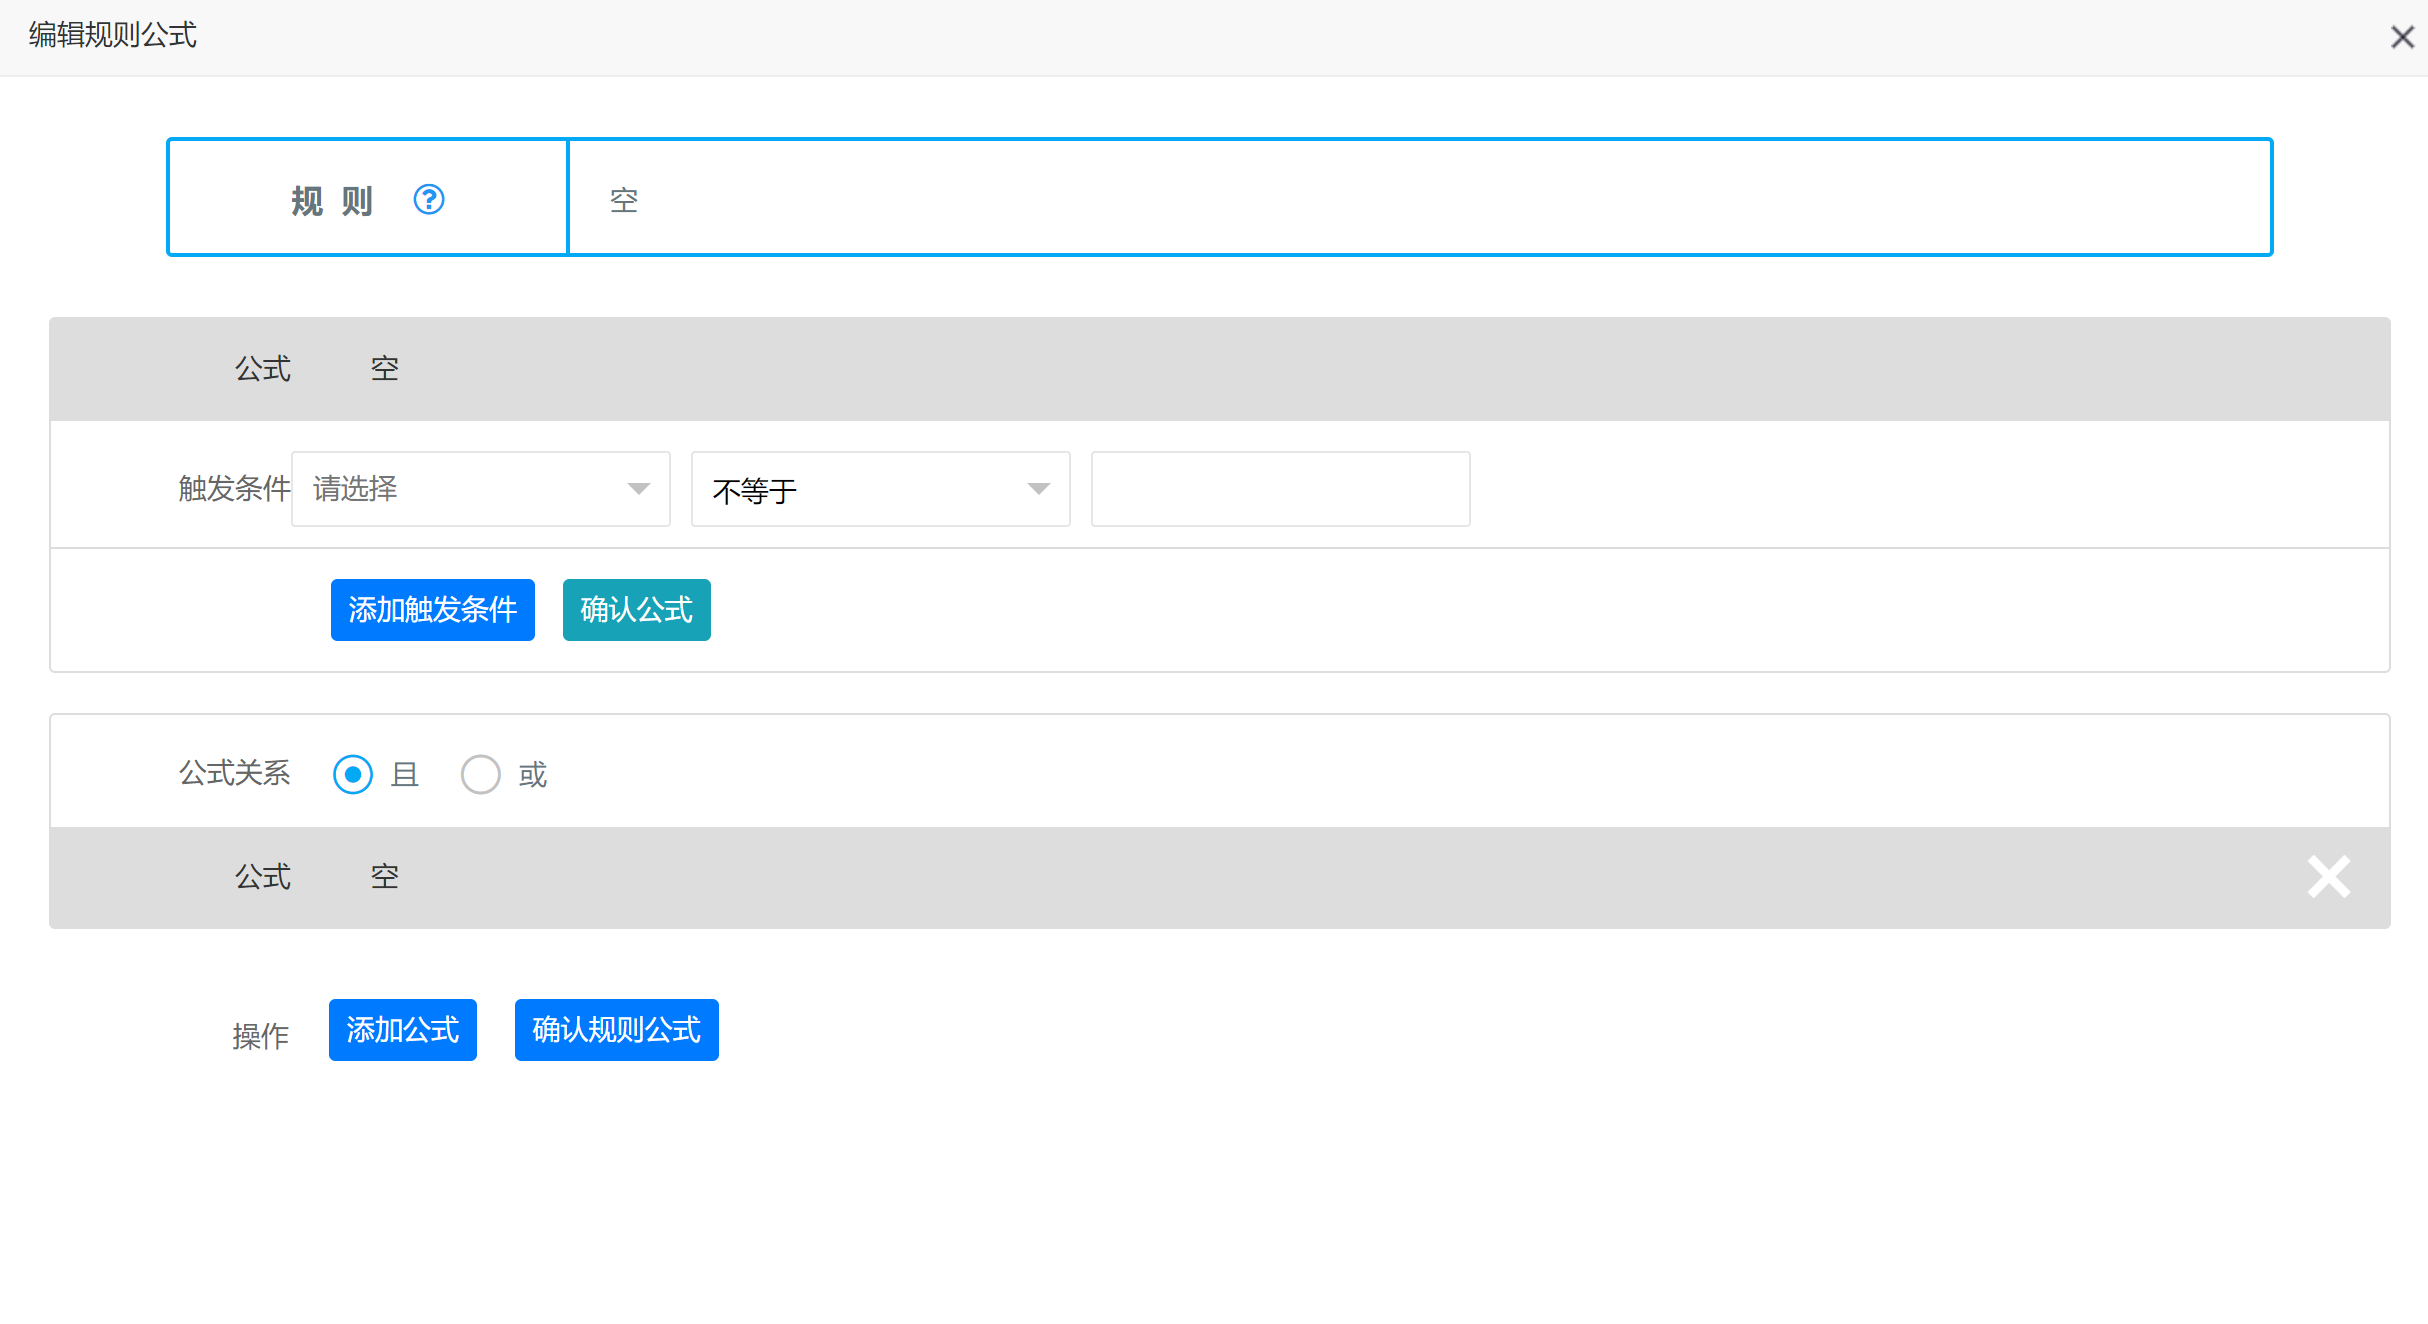 编辑规则公式
规 则 空
公式 空
触发条件 请选择 不等于
添加触发条件 确认公式
公式关系 且 或
公式 空
操作 添加公式 确认规则公式